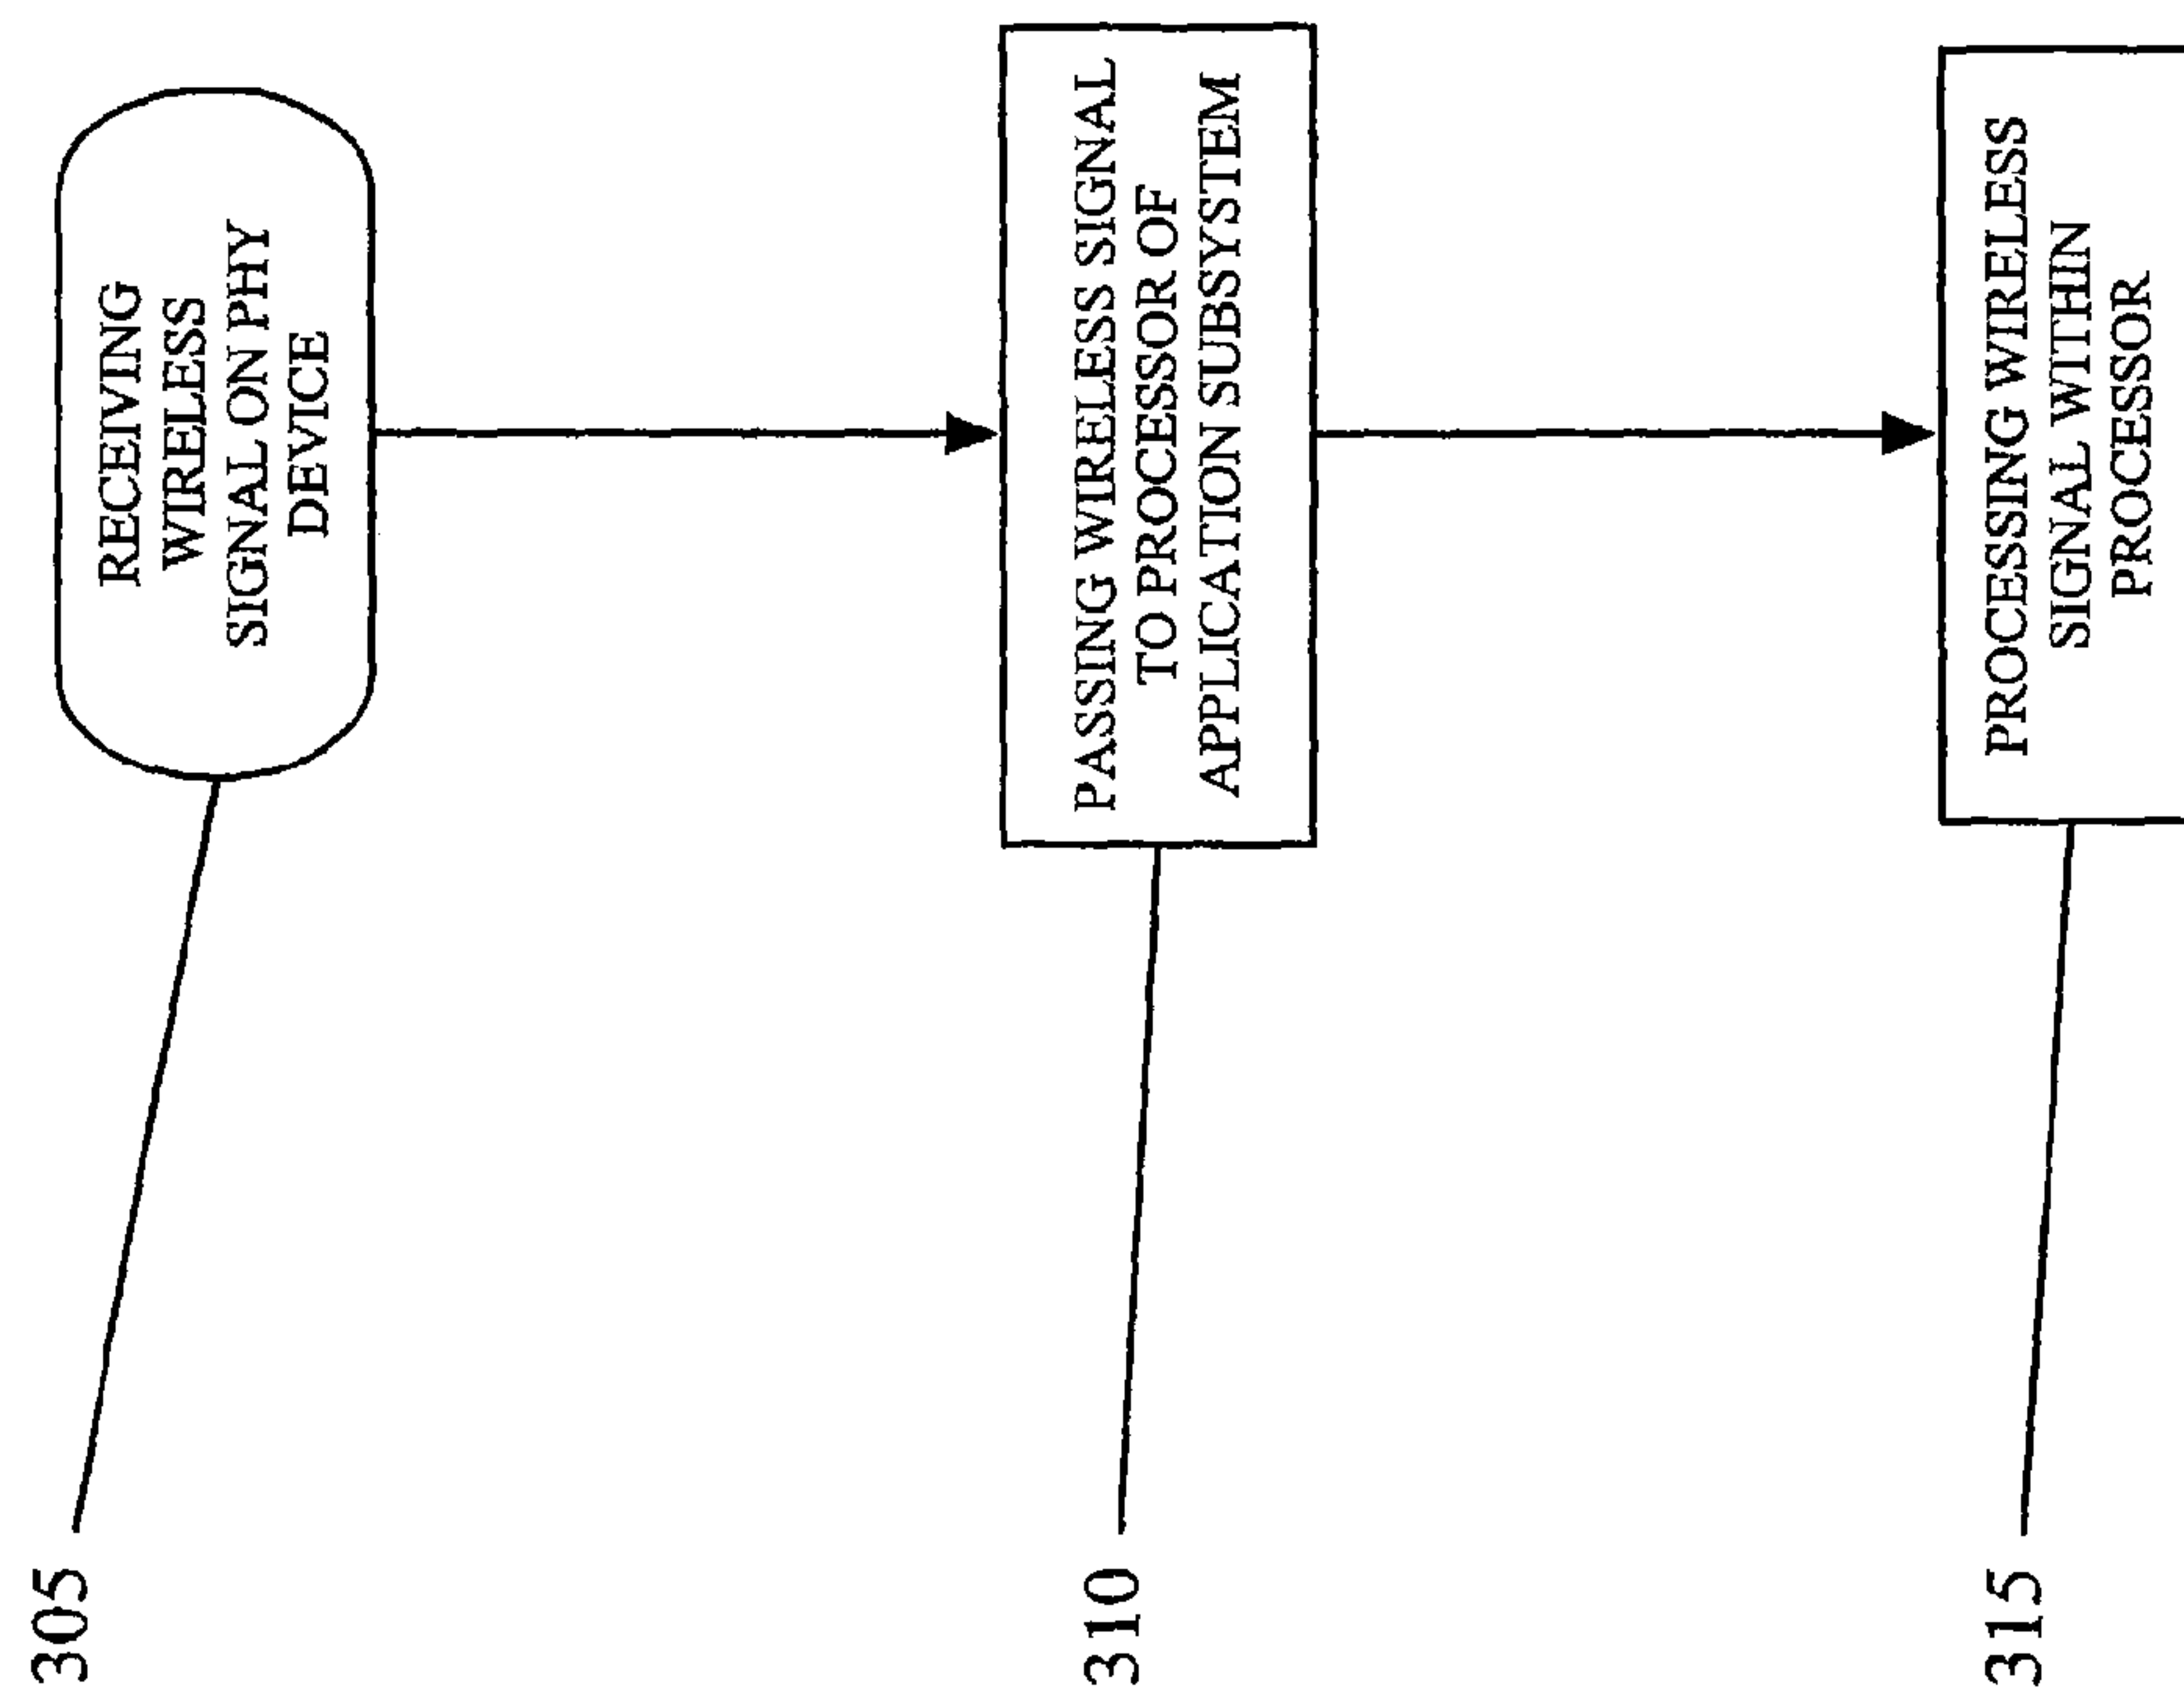 305
RECEIVING
WIRELESS
SIGNAL ON PHY
DEVICE
310
PASSING WIRELESS SIGNAL
TO PROCESSOR OF
APPLICATION SUBSYSTEM
315
PROCESSING WIRELESS
SIGNAL WITHIN
PROCESSOR